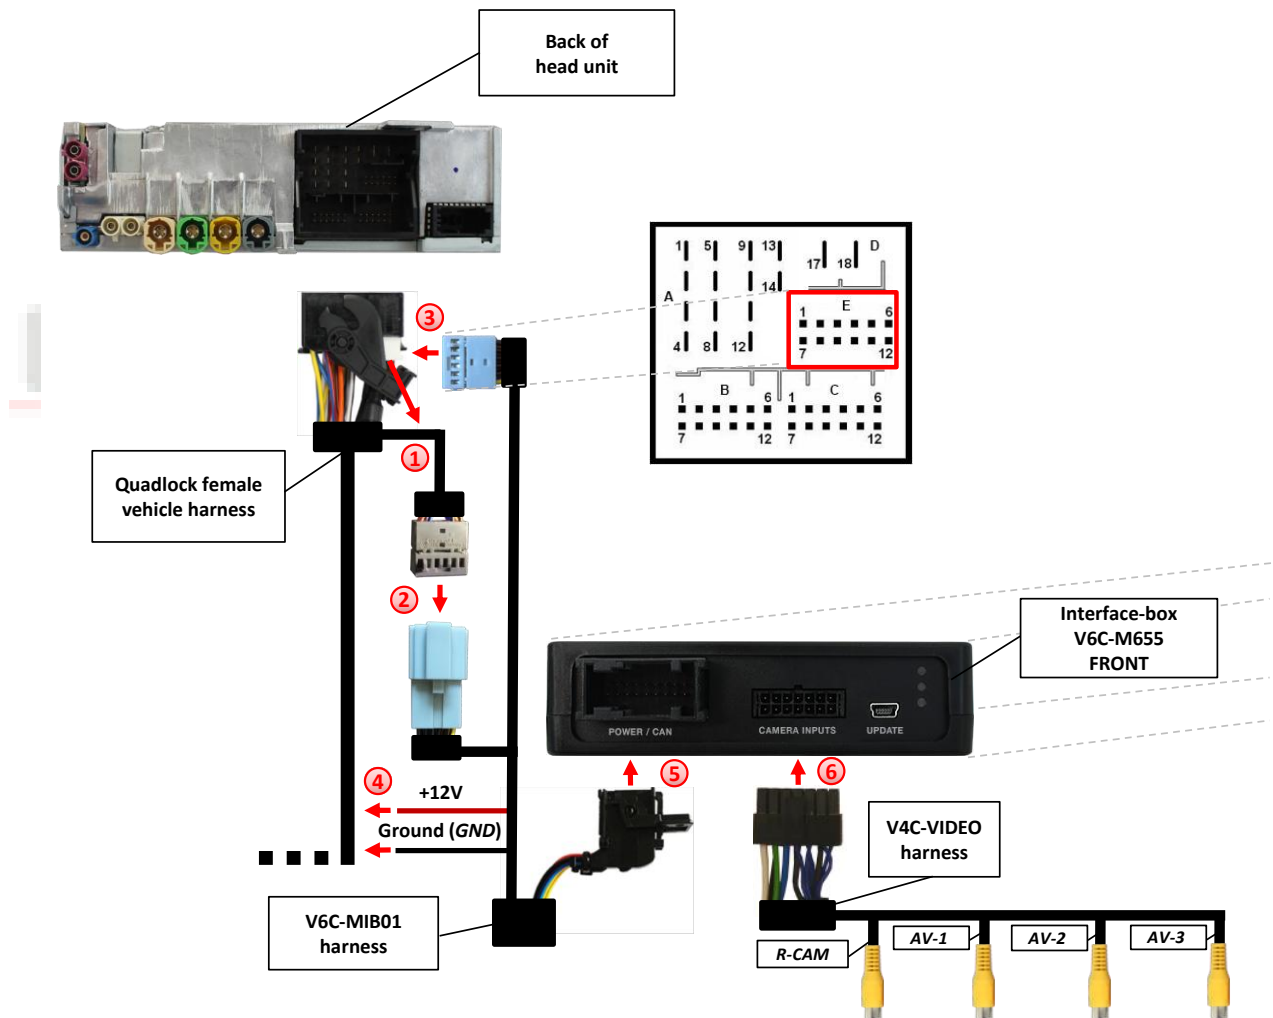 Back of
head unit
1 5 9 13
17 18 D
14
A
E
1 6
4 8 12
7 12
B C
1 6 1 6
7 12 7 12
3
1
Quadlock female
vehicle harness
2
Interface-box
V6C-M655
FRONT
POWER / CAN
CAMERA INPUTS
UPDATE
4
+12V
5
6
Ground (GND)
V4C-VIDEO
harness
V6C-MIB01
harness
R-CAM
AV-1
AV-2
AV-3